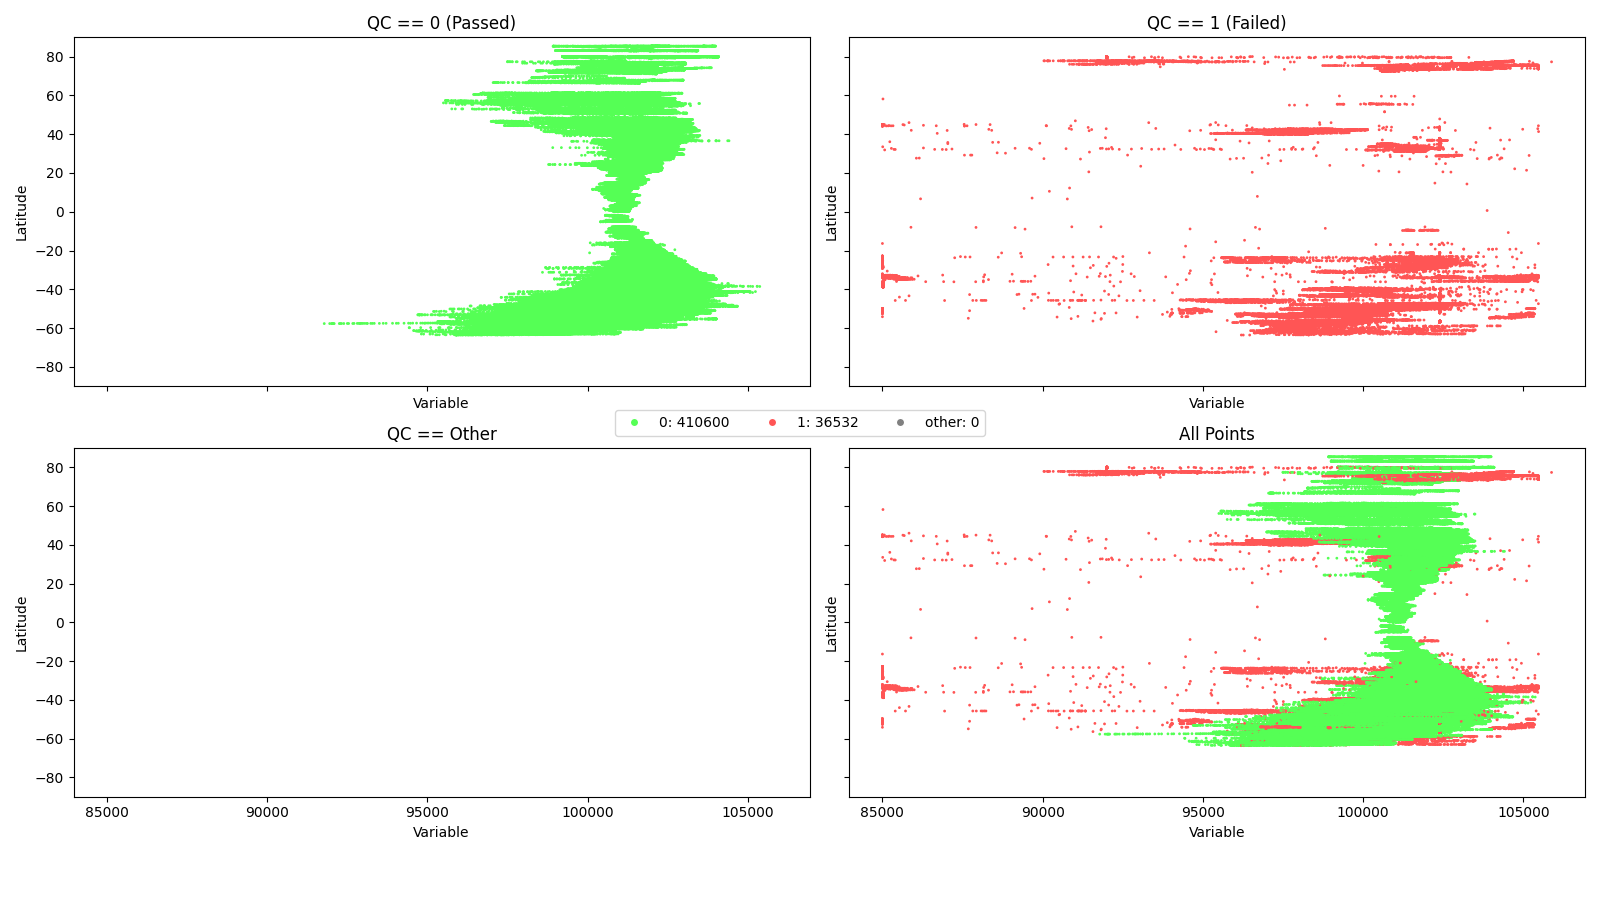 QC == 0 (Passed)
QC == 1 (Failed)
80
60
40
20
0
−20
−40
−60
−80
Latitude
Latitude
Variable
Variable
0: 410600
1: 36532
other: 0
QC == Other
All Points
80
60
40
20
0
−20
−40
−60
−80
Latitude
Latitude
85000
90000
95000
100000
105000
85000
90000
95000
100000
105000
Variable
Variable